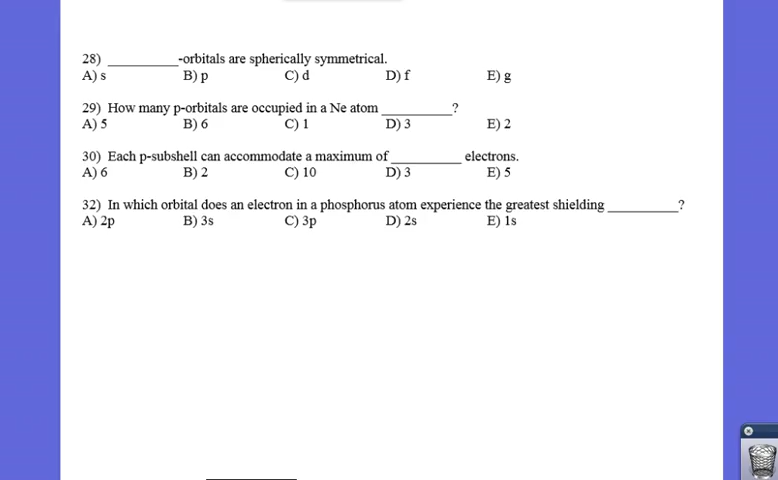 28) __________-orbitals are spherically symmetrical.
A) s B) p C) d D) f E) g
29) How many p-orbitals are occupied in a Ne atom __________?
A) 5 B) 6 C) 1 D) 3 E) 2
30) Each p-subshell can accommodate a maximum of __________ electrons.
A) 6 B) 2 C) 10 D) 3 E) 5
32) In which orbital does an electron in a phosphorus atom experience the greatest shielding __________?
A) 2p B) 3s C) 3p D) 2s E) 1s